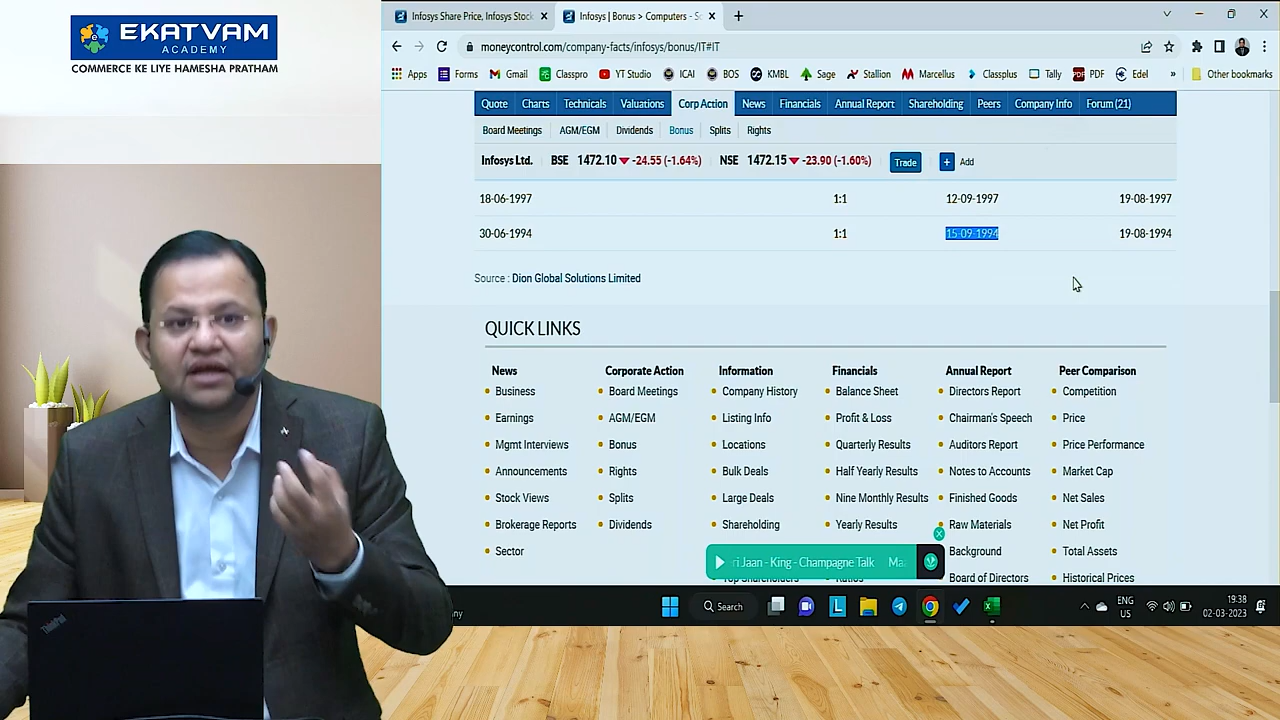 EKATVAM
ACADEMY
COMMERCE KE LIYE HAMESHA PRATHAM
Infosys Share Price, Infosys Stock
Infosys | Bonus > Computers - So
moneycontrol.com/company-facts/infosys/bonus/IT#IT
Apps Forms Gmail Classpro YT Studio ICAI BOS KMBL Sage Stallion Marcellus Classplus Tally PDF PDF Edel » Other bookmarks
Quote Charts Technicals Valuations Corp Action News Financials Annual Report Shareholding Peers Company Info Forum (21)
Board Meetings AGM/EGM Dividends Bonus Splits Rights
Infosys Ltd. BSE 1472.10 -24.55 (-1.64%) NSE 1472.15 -23.90 (-1.60%) Trade + Add
18-06-1997 1:1 12-09-1997 19-08-1997
30-06-1994 1:1 15-09-1994 19-08-1994
Source : Dion Global Solutions Limited
QUICK LINKS
News Corporate Action Information Financials Annual Report Peer Comparison
Business Board Meetings Company History Balance Sheet Directors Report Competition
Earnings AGM/EGM Listing Info Profit & Loss Chairman's Speech Price
Mgmt Interviews Bonus Locations Quarterly Results Auditors Report Price Performance
Announcements Rights Bulk Deals Half Yearly Results Notes to Accounts Market Cap
Stock Views Splits Large Deals Nine Monthly Results Finished Goods Net Sales
Brokerage Reports Dividends Shareholding Yearly Results Raw Materials Net Profit
Sector Background Total Assets
Top Shareholders Ratios Board of Directors Historical Prices
ri Jaan - King - Champagne Talk Ma
Search
ENG
US
19:38
02-03-2023
ThinkPad